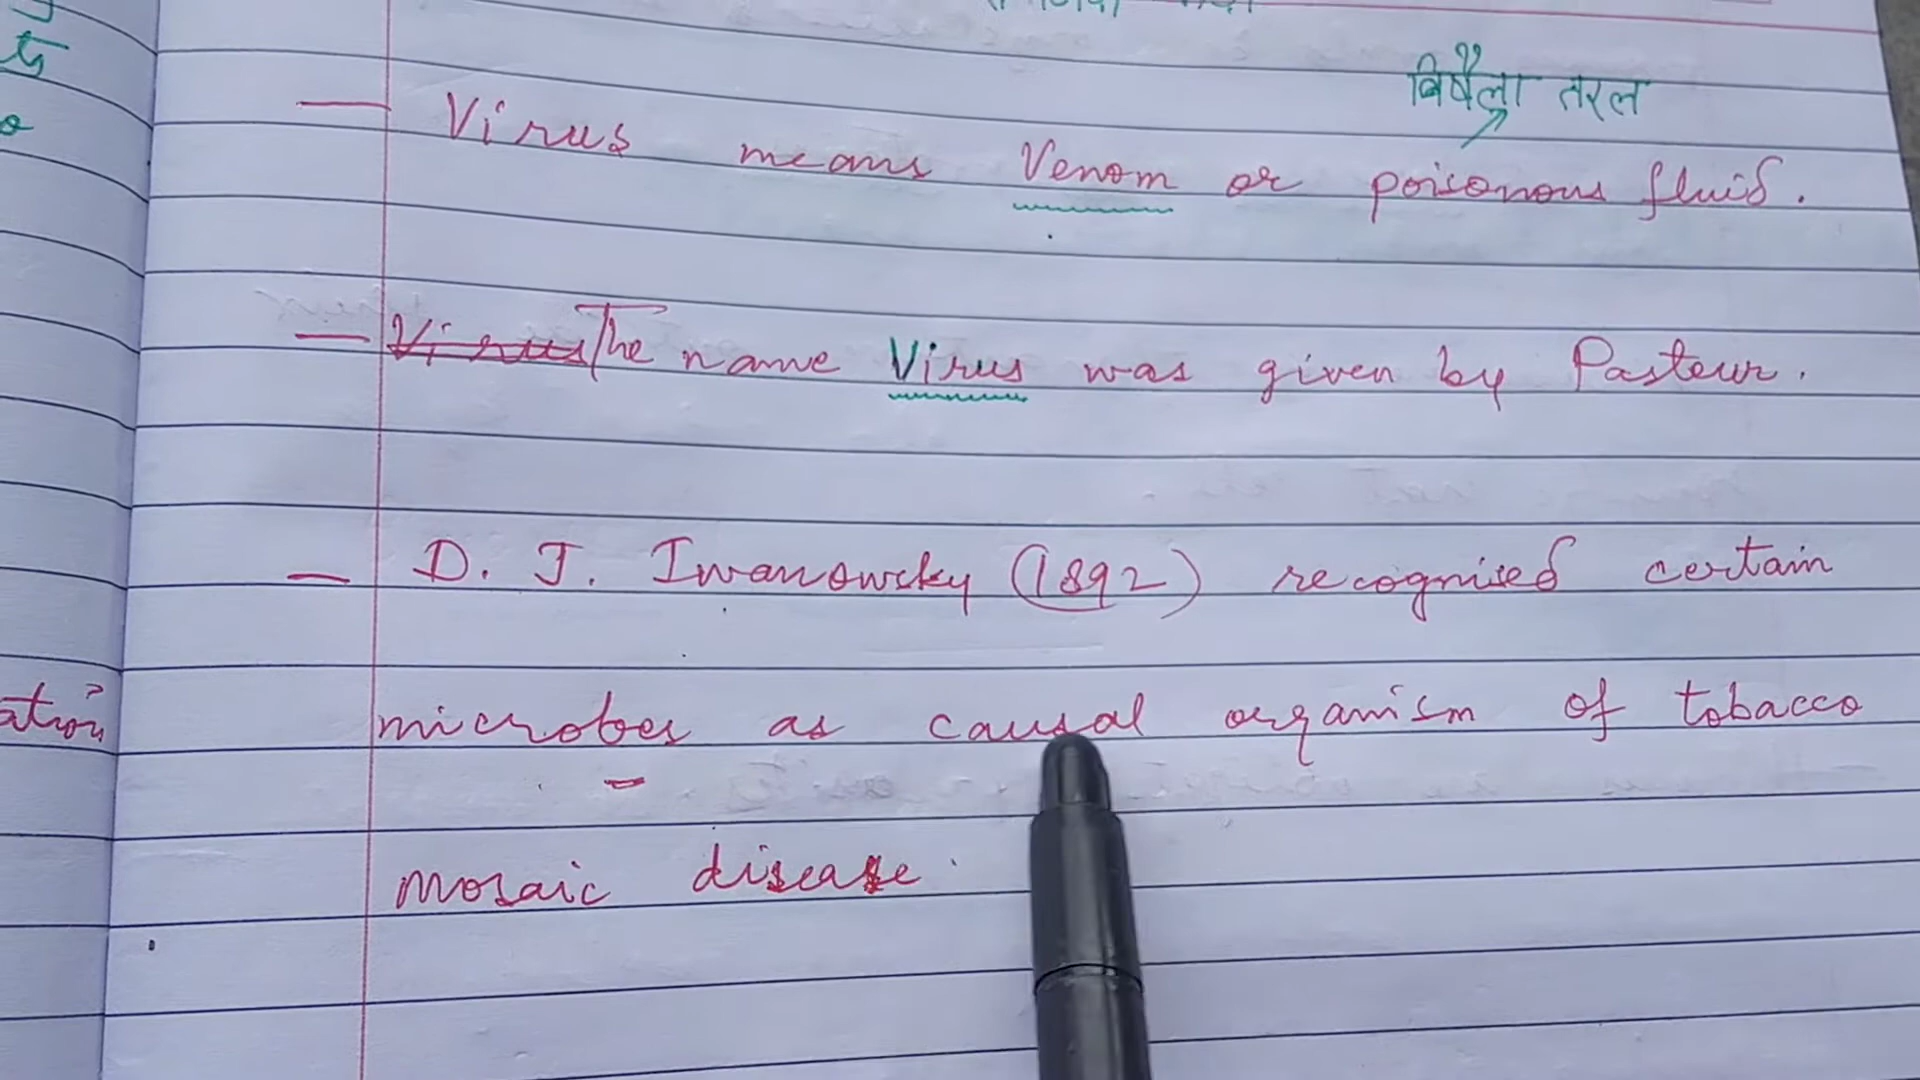 विषैला तरल
— Virus means Venom or poisonous fluid.
— Virus The name Virus was given by Pasteur.
— D. J. Iwanowsky (1892) recognised certain
microbes as causal organism of tobacco
mosaic disease.